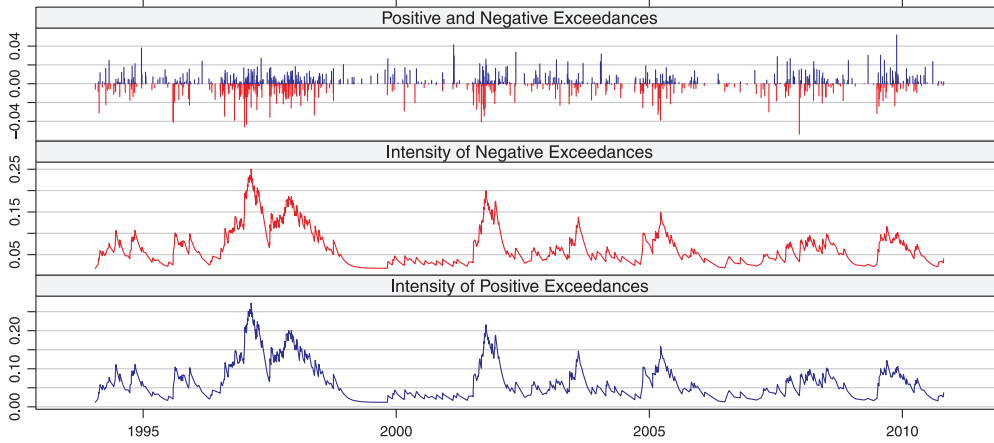 Positive and Negative Exceedances
0.04
0.00
−0.04
Intensity of Negative Exceedances
0.25
0.15
0.05
Intensity of Positive Exceedances
0.20
0.10
0.00
1995 2000 2005 2010